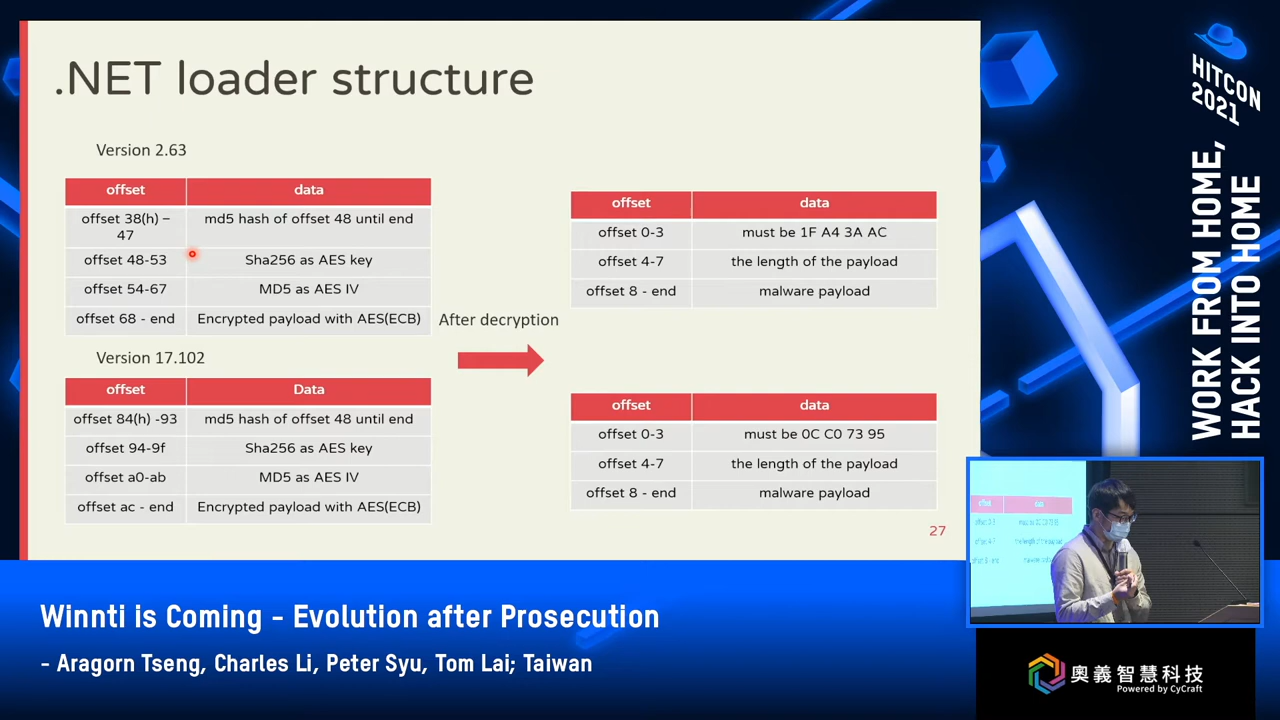 .NET loader structure
Version 2.63
offset data
offset 38(h) – 47 md5 hash of offset 48 until end
offset 48-53 Sha256 as AES key
offset 54-67 MD5 as AES IV
offset 68 - end Encrypted payload with AES(ECB)
Version 17.102
offset Data
offset 84(h) -93 md5 hash of offset 48 until end
offset 94-9f Sha256 as AES key
offset a0-ab MD5 as AES IV
offset ac - end Encrypted payload with AES(ECB)
After decryption
offset data
offset 0-3 must be 1F A4 3A AC
offset 4-7 the length of the payload
offset 8 - end malware payload
offset data
offset 0-3 must be 0C C0 73 95
offset 4-7 the length of the payload
offset 8 - end malware payload
27
HITCON
2021
WORK FROM HOME,
HACK INTO HOME
Winnti is Coming - Evolution after Prosecution
- Aragorn Tseng, Charles Li, Peter Syu, Tom Lai; Taiwan
奧義智慧科技
Powered by CyCraft